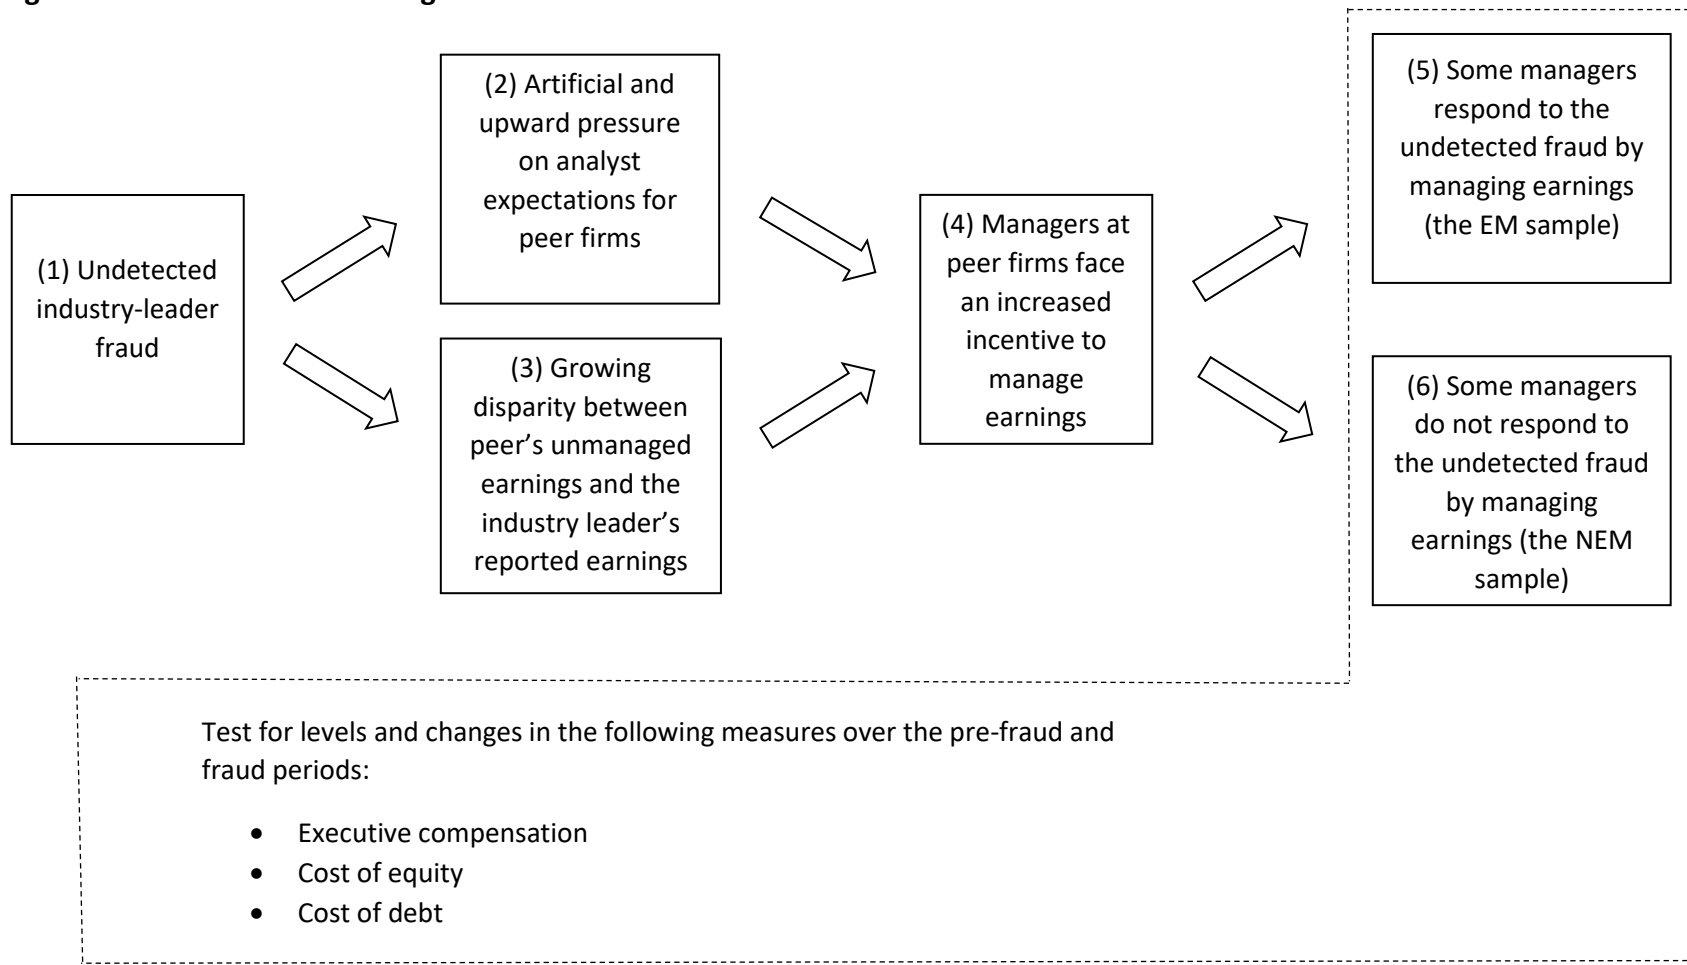 (1) Undetected
industry-leader
fraud
(2) Artificial and
upward pressure
on analyst
expectations for
peer firms
(3) Growing
disparity between
peer’s unmanaged
earnings and the
industry leader’s
reported earnings
(4) Managers at
peer firms face
an increased
incentive to
manage
earnings
(5) Some managers
respond to the
undetected fraud by
managing earnings
(the EM sample)
(6) Some managers
do not respond to
the undetected fraud
by managing
earnings (the NEM
sample)
Test for levels and changes in the following measures over the pre-fraud and
fraud periods:
• Executive compensation
• Cost of equity
• Cost of debt